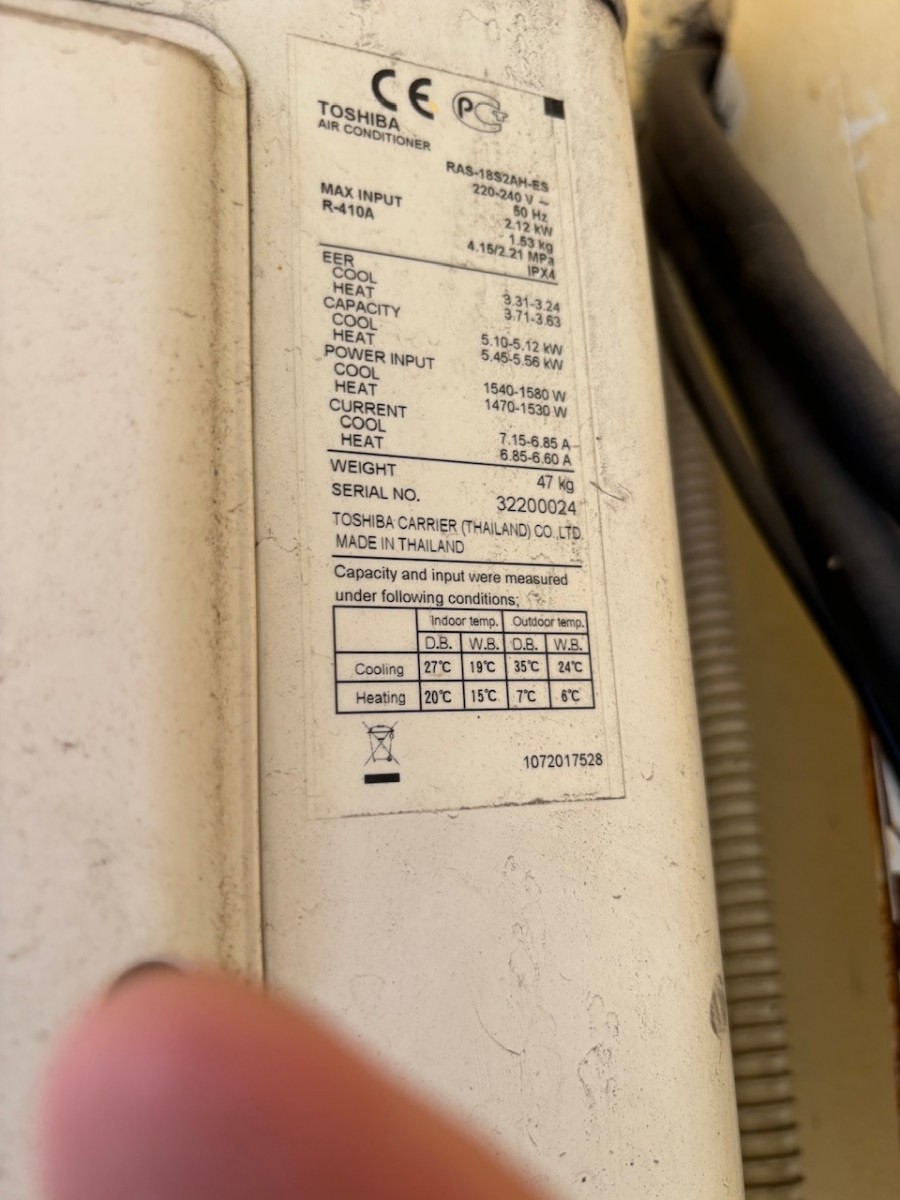 CE PC+
TOSHIBA
AIR CONDITIONER
RAS-18S2AH-ES
220-240 V ~
50 Hz
MAX INPUT 2.12 kW
R-410A 1.53 kg
4.15/2.21 MPa
IPX4
EER
COOL 3.31-3.24
HEAT 3.71-3.63
CAPACITY
COOL 5.10-5.12 kW
HEAT 5.45-5.56 kW
POWER INPUT
COOL 1540-1580 W
HEAT 1470-1530 W
CURRENT
COOL 7.15-6.85 A
HEAT 6.85-6.60 A
WEIGHT 47 kg
SERIAL NO. 32200024
TOSHIBA CARRIER (THAILAND) CO.,LTD.
MADE IN THAILAND
Capacity and input were measured
under following conditions;
Indoor temp. Outdoor temp.
D.B. W.B. D.B. W.B.
Cooling 27℃ 19℃ 35℃ 24℃
Heating 20℃ 15℃ 7℃ 6℃
1072017528